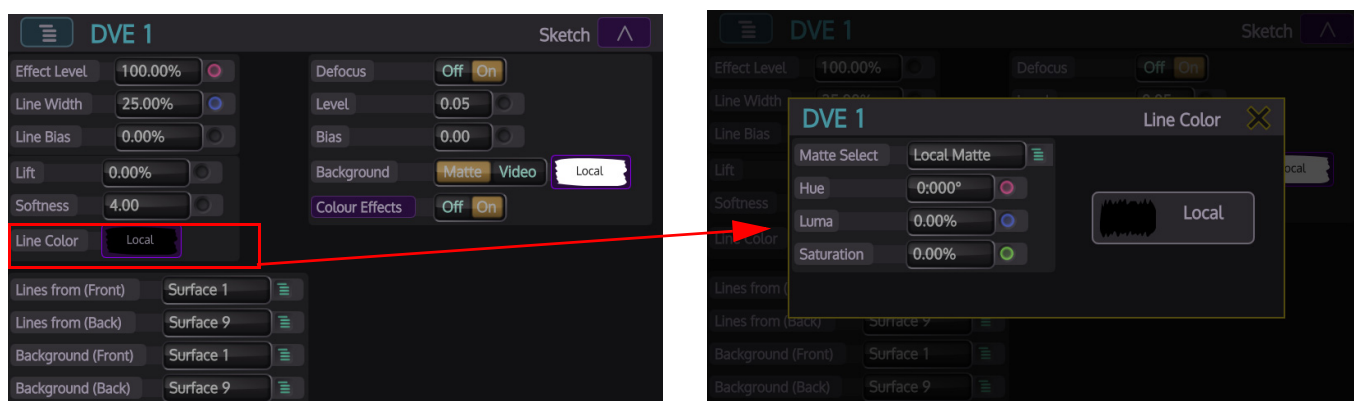 DVE 1
Sketch
Effect Level 100.00%
Defocus Off On
Line Width 25.00%
Level 0.05
Line Bias 0.00%
Bias 0.00
Lift 0.00%
Background Matte Video Local
Softness 4.00
Colour Effects Off On
Line Color Local
Lines from (Front) Surface 1
Lines from (Back) Surface 9
Background (Front) Surface 1
Background (Back) Surface 9
DVE 1
Sketch
Effect Level 100.00%
Defocus Off On
Line Width
Line Bias
Lift
Softness
Line Color
DVE 1
Line Color
Matte Select Local Matte
Hue 0:000°
Luma 0.00%
Saturation 0.00%
Local
Lines from
Lines from (Back) Surface 9
Background (Front) Surface 1
Background (Back) Surface 9